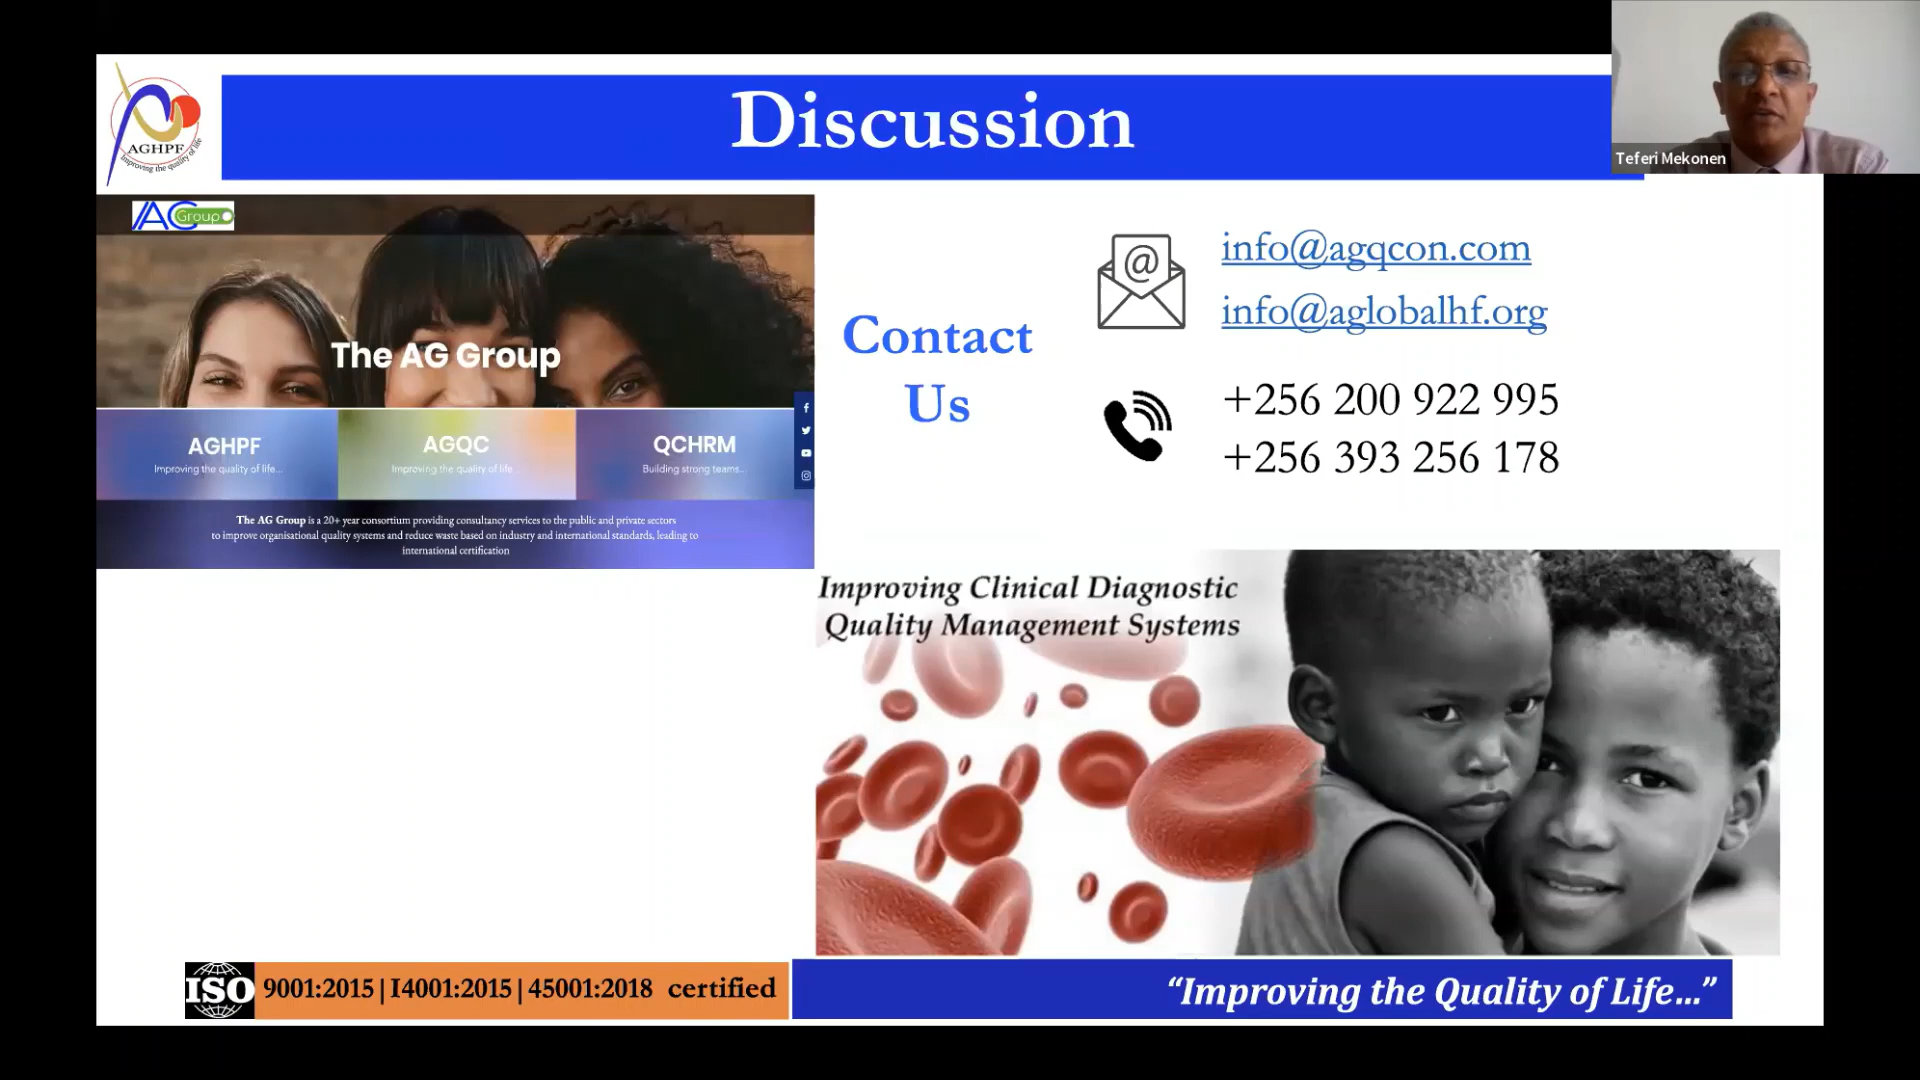 Discussion
AGHPF
Improving the quality of life
Teferi Mekonen
AG Group
The AG Group
AGHPF
Improving the quality of life...
AGQC
Improving the quality of life...
QCHRM
Building strong teams...
The AG Group is a 20+ year consortium providing consultancy services to the public and private sectors
to improve organisational quality systems and reduce waste based on industry and international standards, leading to
international certification
Contact
Us
@
info@agqcon.com
info@aglobalhf.org
+256 200 922 995
+256 393 256 178
Improving Clinical Diagnostic
Quality Management Systems
ISO 9001:2015 | I4001:2015 | 45001:2018 certified
“Improving the Quality of Life...”